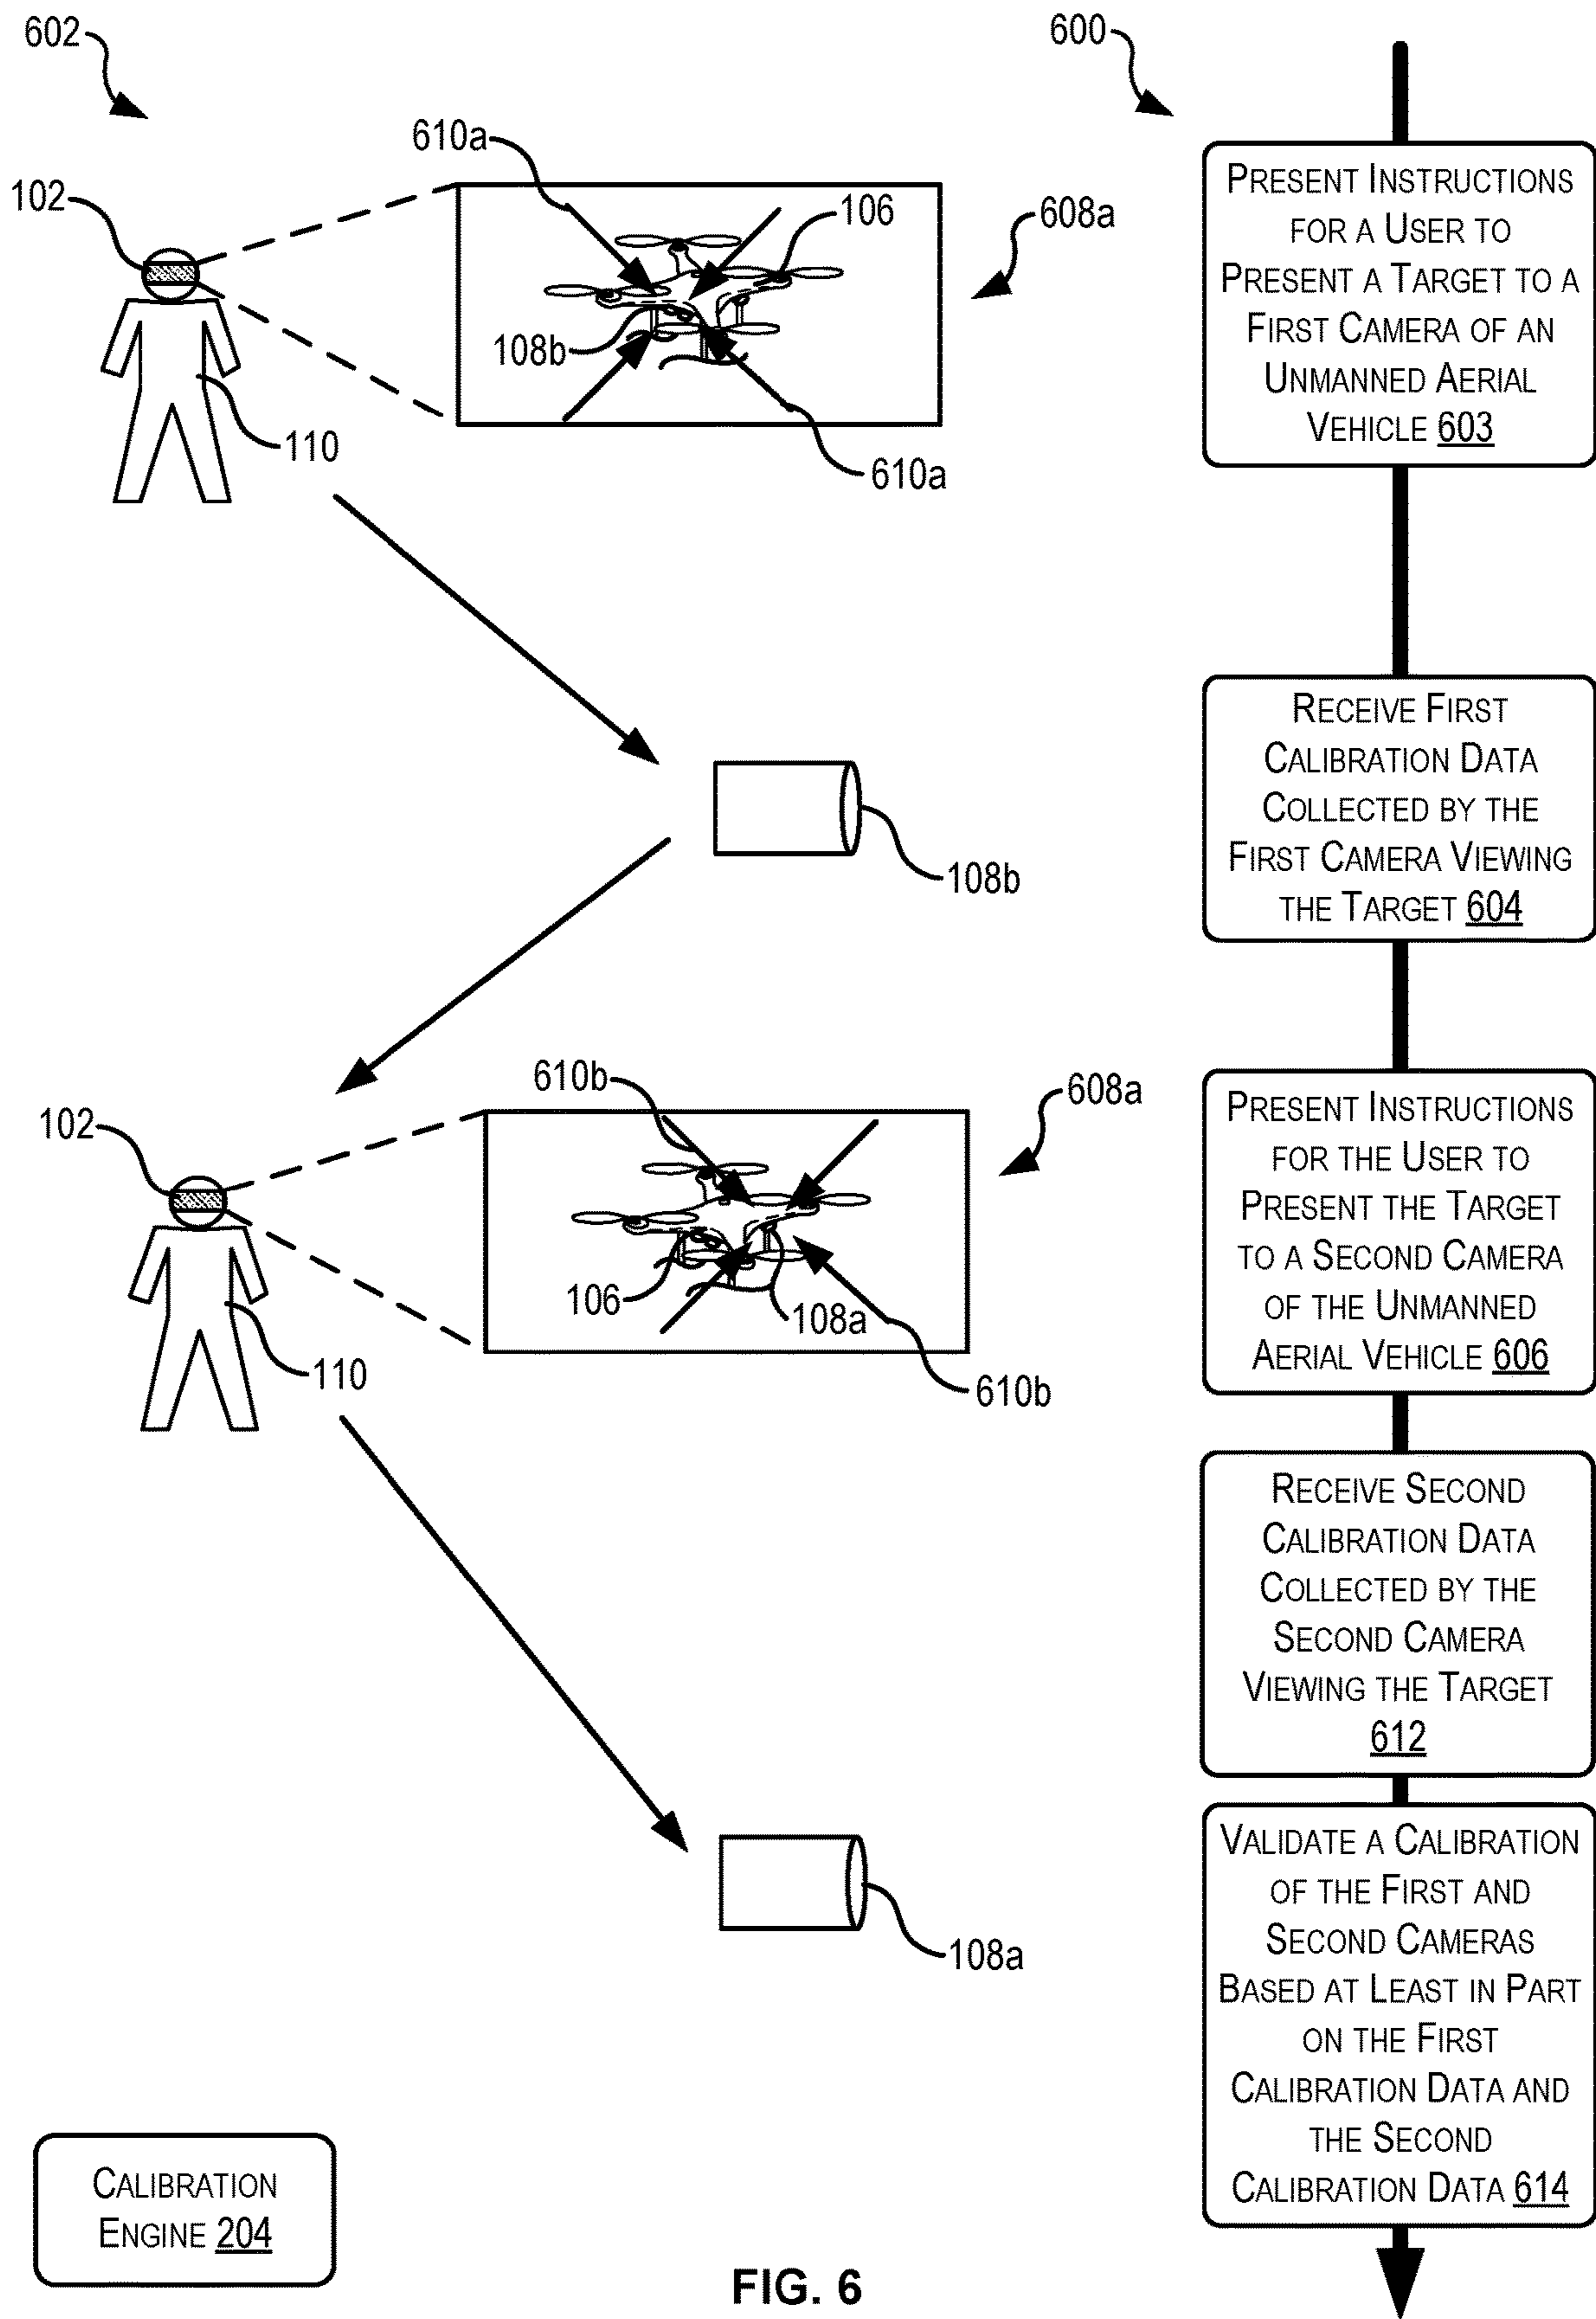 602
600
610a
102
106
608a
108b
110
610a
PRESENT INSTRUCTIONS
FOR A USER TO
PRESENT A TARGET TO A
FIRST CAMERA OF AN
UNMANNED AERIAL
VEHICLE 603
108b
RECEIVE FIRST
CALIBRATION DATA
COLLECTED BY THE
FIRST CAMERA VIEWING
THE TARGET 604
610b
608a
102
106
108a
110
610b
PRESENT INSTRUCTIONS
FOR THE USER TO
PRESENT THE TARGET
TO A SECOND CAMERA
OF THE UNMANNED
AERIAL VEHICLE 606
RECEIVE SECOND
CALIBRATION DATA
COLLECTED BY THE
SECOND CAMERA
VIEWING THE TARGET
612
108a
VALIDATE A CALIBRATION
OF THE FIRST AND
SECOND CAMERAS
BASED AT LEAST IN PART
ON THE FIRST
CALIBRATION DATA AND
THE SECOND
CALIBRATION DATA 614
CALIBRATION
ENGINE 204
FIG. 6